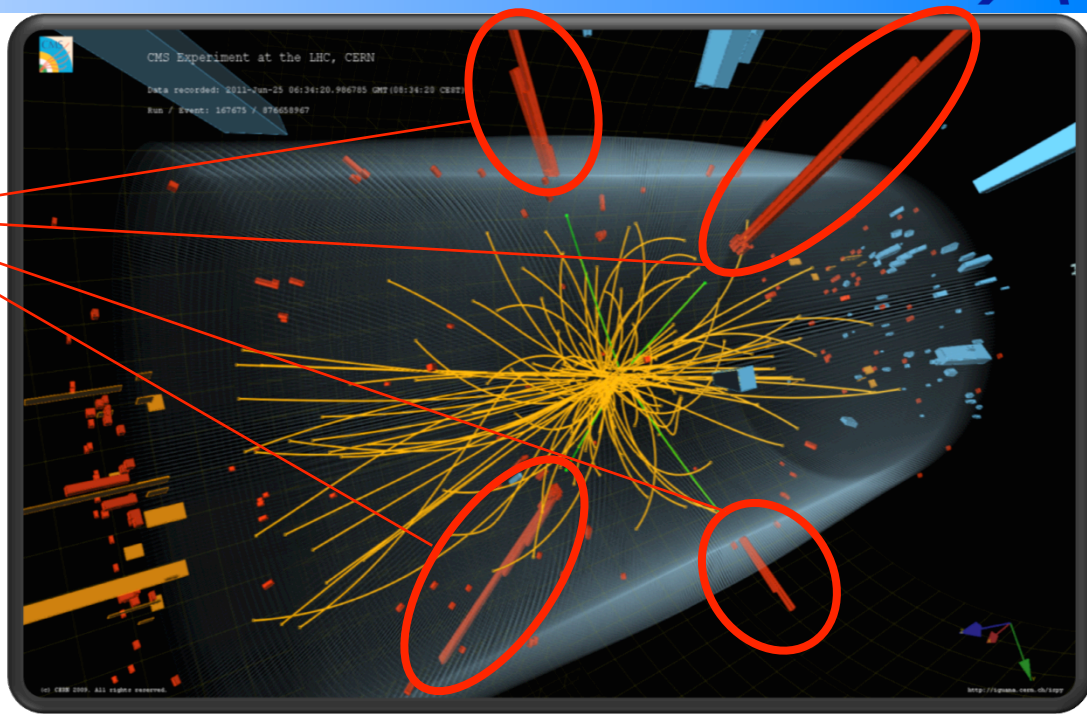 CMS Experiment at the LHC, CERN
Data recorded: 2011-Jun-25 06:34:20.986785 GMT(08:34:20 CEST)
Run / Event: 167675 / 876658967
(c) CERN 2009. All rights reserved.
http://iguana.cern.ch/ispy